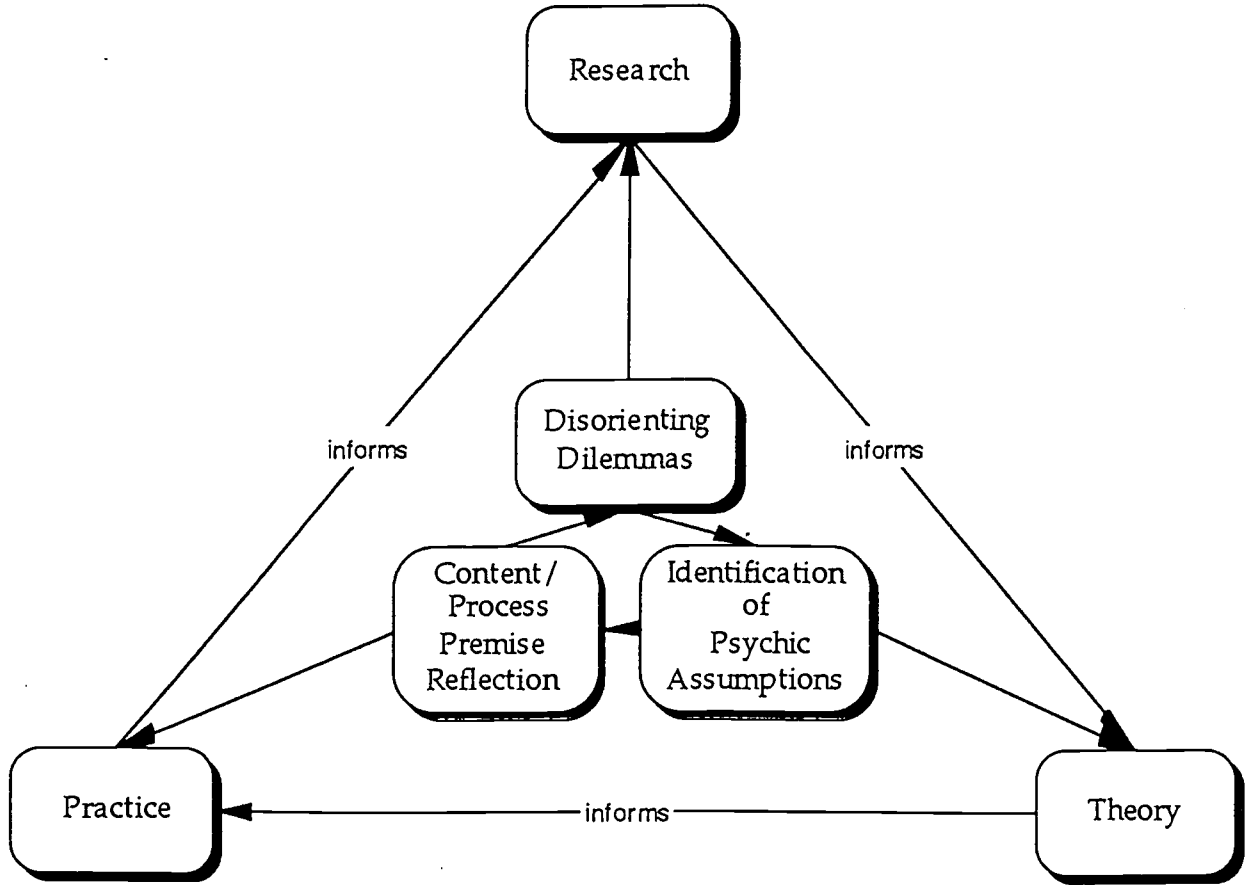 Research
Disorienting
Dilemmas
informs
informs
Content/
Process
Premise
Reflection
Identification
of
Psychic
Assumptions
Practice
informs
Theory